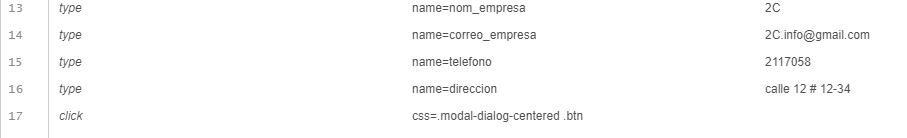 13 type name=nom_empresa 2C
14 type name=correo_empresa 2C.info@gmail.com
15 type name=telefono 2117058
16 type name=direccion calle 12 # 12-34
17 click css=.modal-dialog-centered .btn